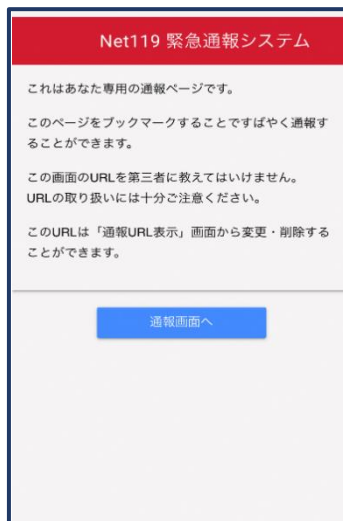 Net119 緊急通報システム
これはあなた専用の通報ページです。
このページをブックマークすることですばやく通報す
ることができます。
この画面のURLを第三者に教えてはいけません。
URLの取り扱いには十分ご注意ください。
このURLは「通報URL表示」画面から変更・削除する
ことができます。
通報画面へ